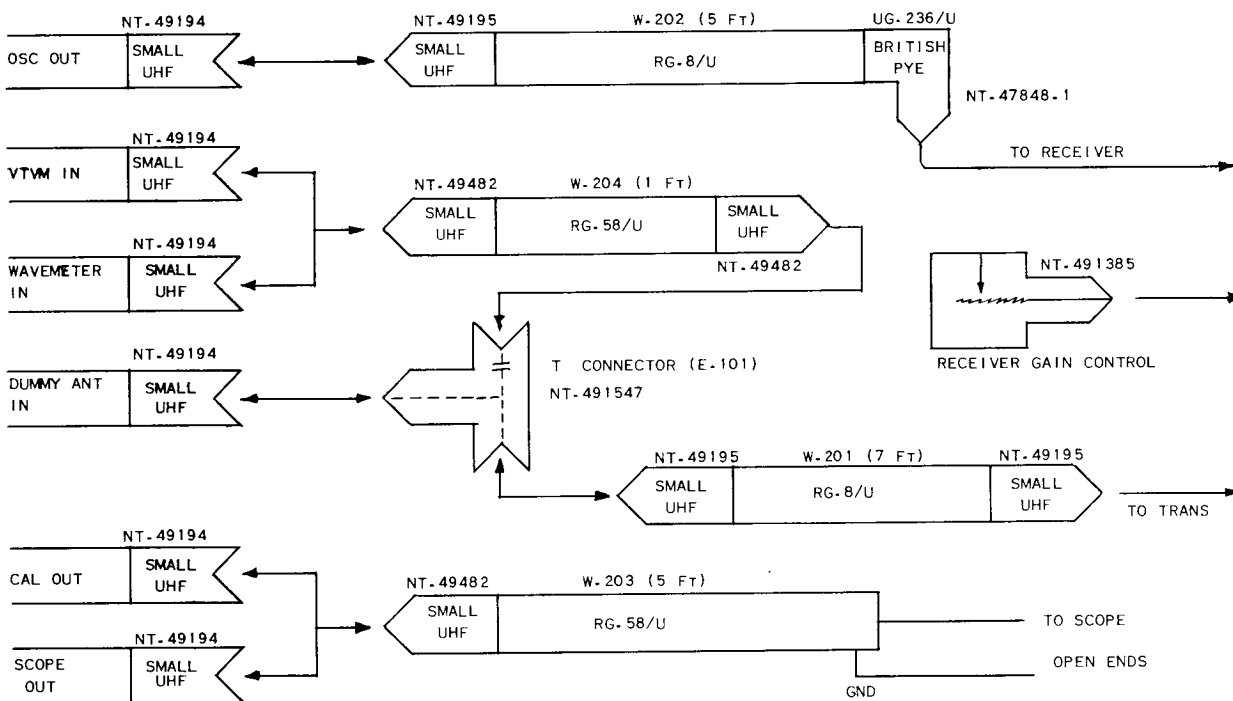 NT-49194
OSC OUT
SMALL
UHF
NT-49195
W-202 (5 FT)
UG-236/U
SMALL
UHF
RG-8/U
BRITISH
PYE
NT-47848-1
TO RECEIVER
NT-49194
VTVM IN
SMALL
UHF
NT-49194
WAVEMETER
IN
SMALL
UHF
NT-49482
W-204 (1 FT)
SMALL
UHF
RG-58/U
SMALL
UHF
NT-49482
NT-491385
RECEIVER GAIN CONTROL
NT-49194
DUMMY ANT
IN
SMALL
UHF
T CONNECTOR (E-101)
NT-491547
NT-49195
W-201 (7 FT)
NT-49195
SMALL
UHF
RG-8/U
SMALL
UHF
TO TRANS
NT-49194
CAL OUT
SMALL
UHF
NT-49194
SCOPE
OUT
SMALL
UHF
NT-49482
W-203 (5 FT)
SMALL
UHF
RG-58/U
TO SCOPE
OPEN ENDS
GND